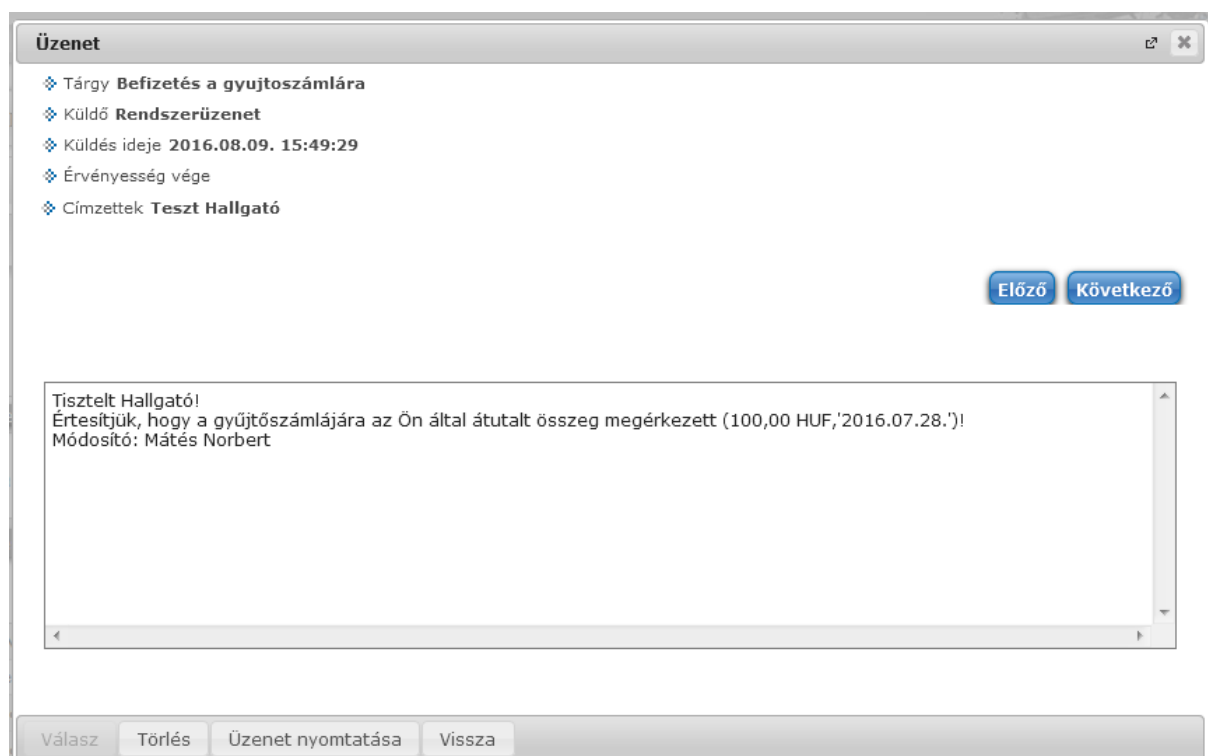 Üzenet
Tárgy Befizetés a gyujtoszámlára
Küldő Rendszerüzenet
Küldés ideje 2016.08.09. 15:49:29
Érvényesség vége
Címzettek Teszt Hallgató
Előző Következő
Tisztelt Hallgató!
Értesítjük, hogy a gyűjtőszámlájára az Ön által átutalt összeg megérkezett (100,00 HUF,'2016.07.28.')!
Módosító: Mátés Norbert
Válasz Törlés Üzenet nyomtatása Vissza